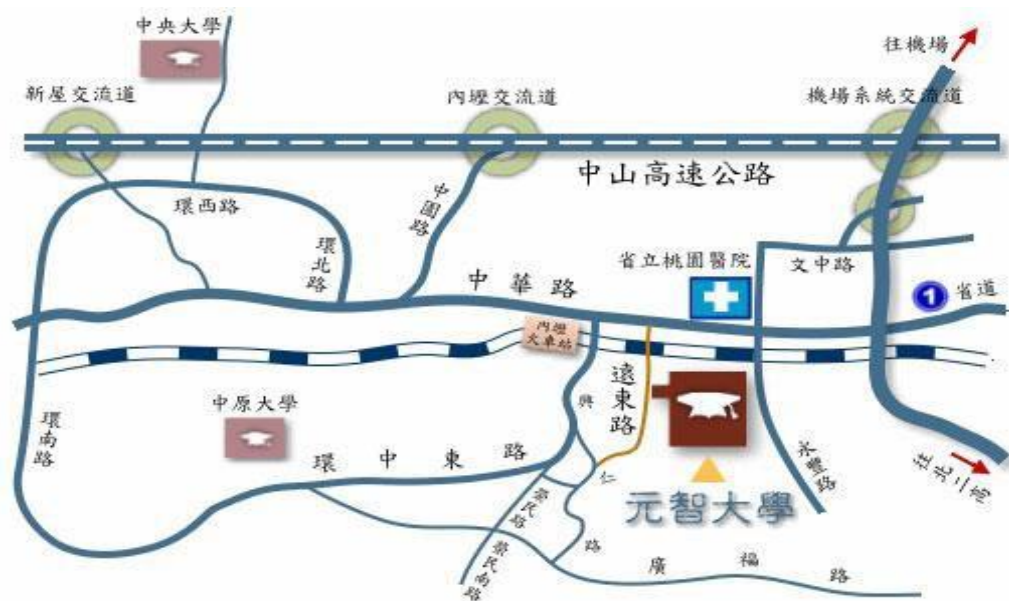 中央大學
往機場
新屋交流道
內壢交流道
機場系統交流道
中山高速公路
環西路
中園路
環北路
省立桃園醫院
文中路
中華路
1
省道
內壢
火車站
遠東路
興
仁
路
中原大學
環南路
環中東路
永豐路
往北二高
元智大學
榮民路
榮民南路
廣福路